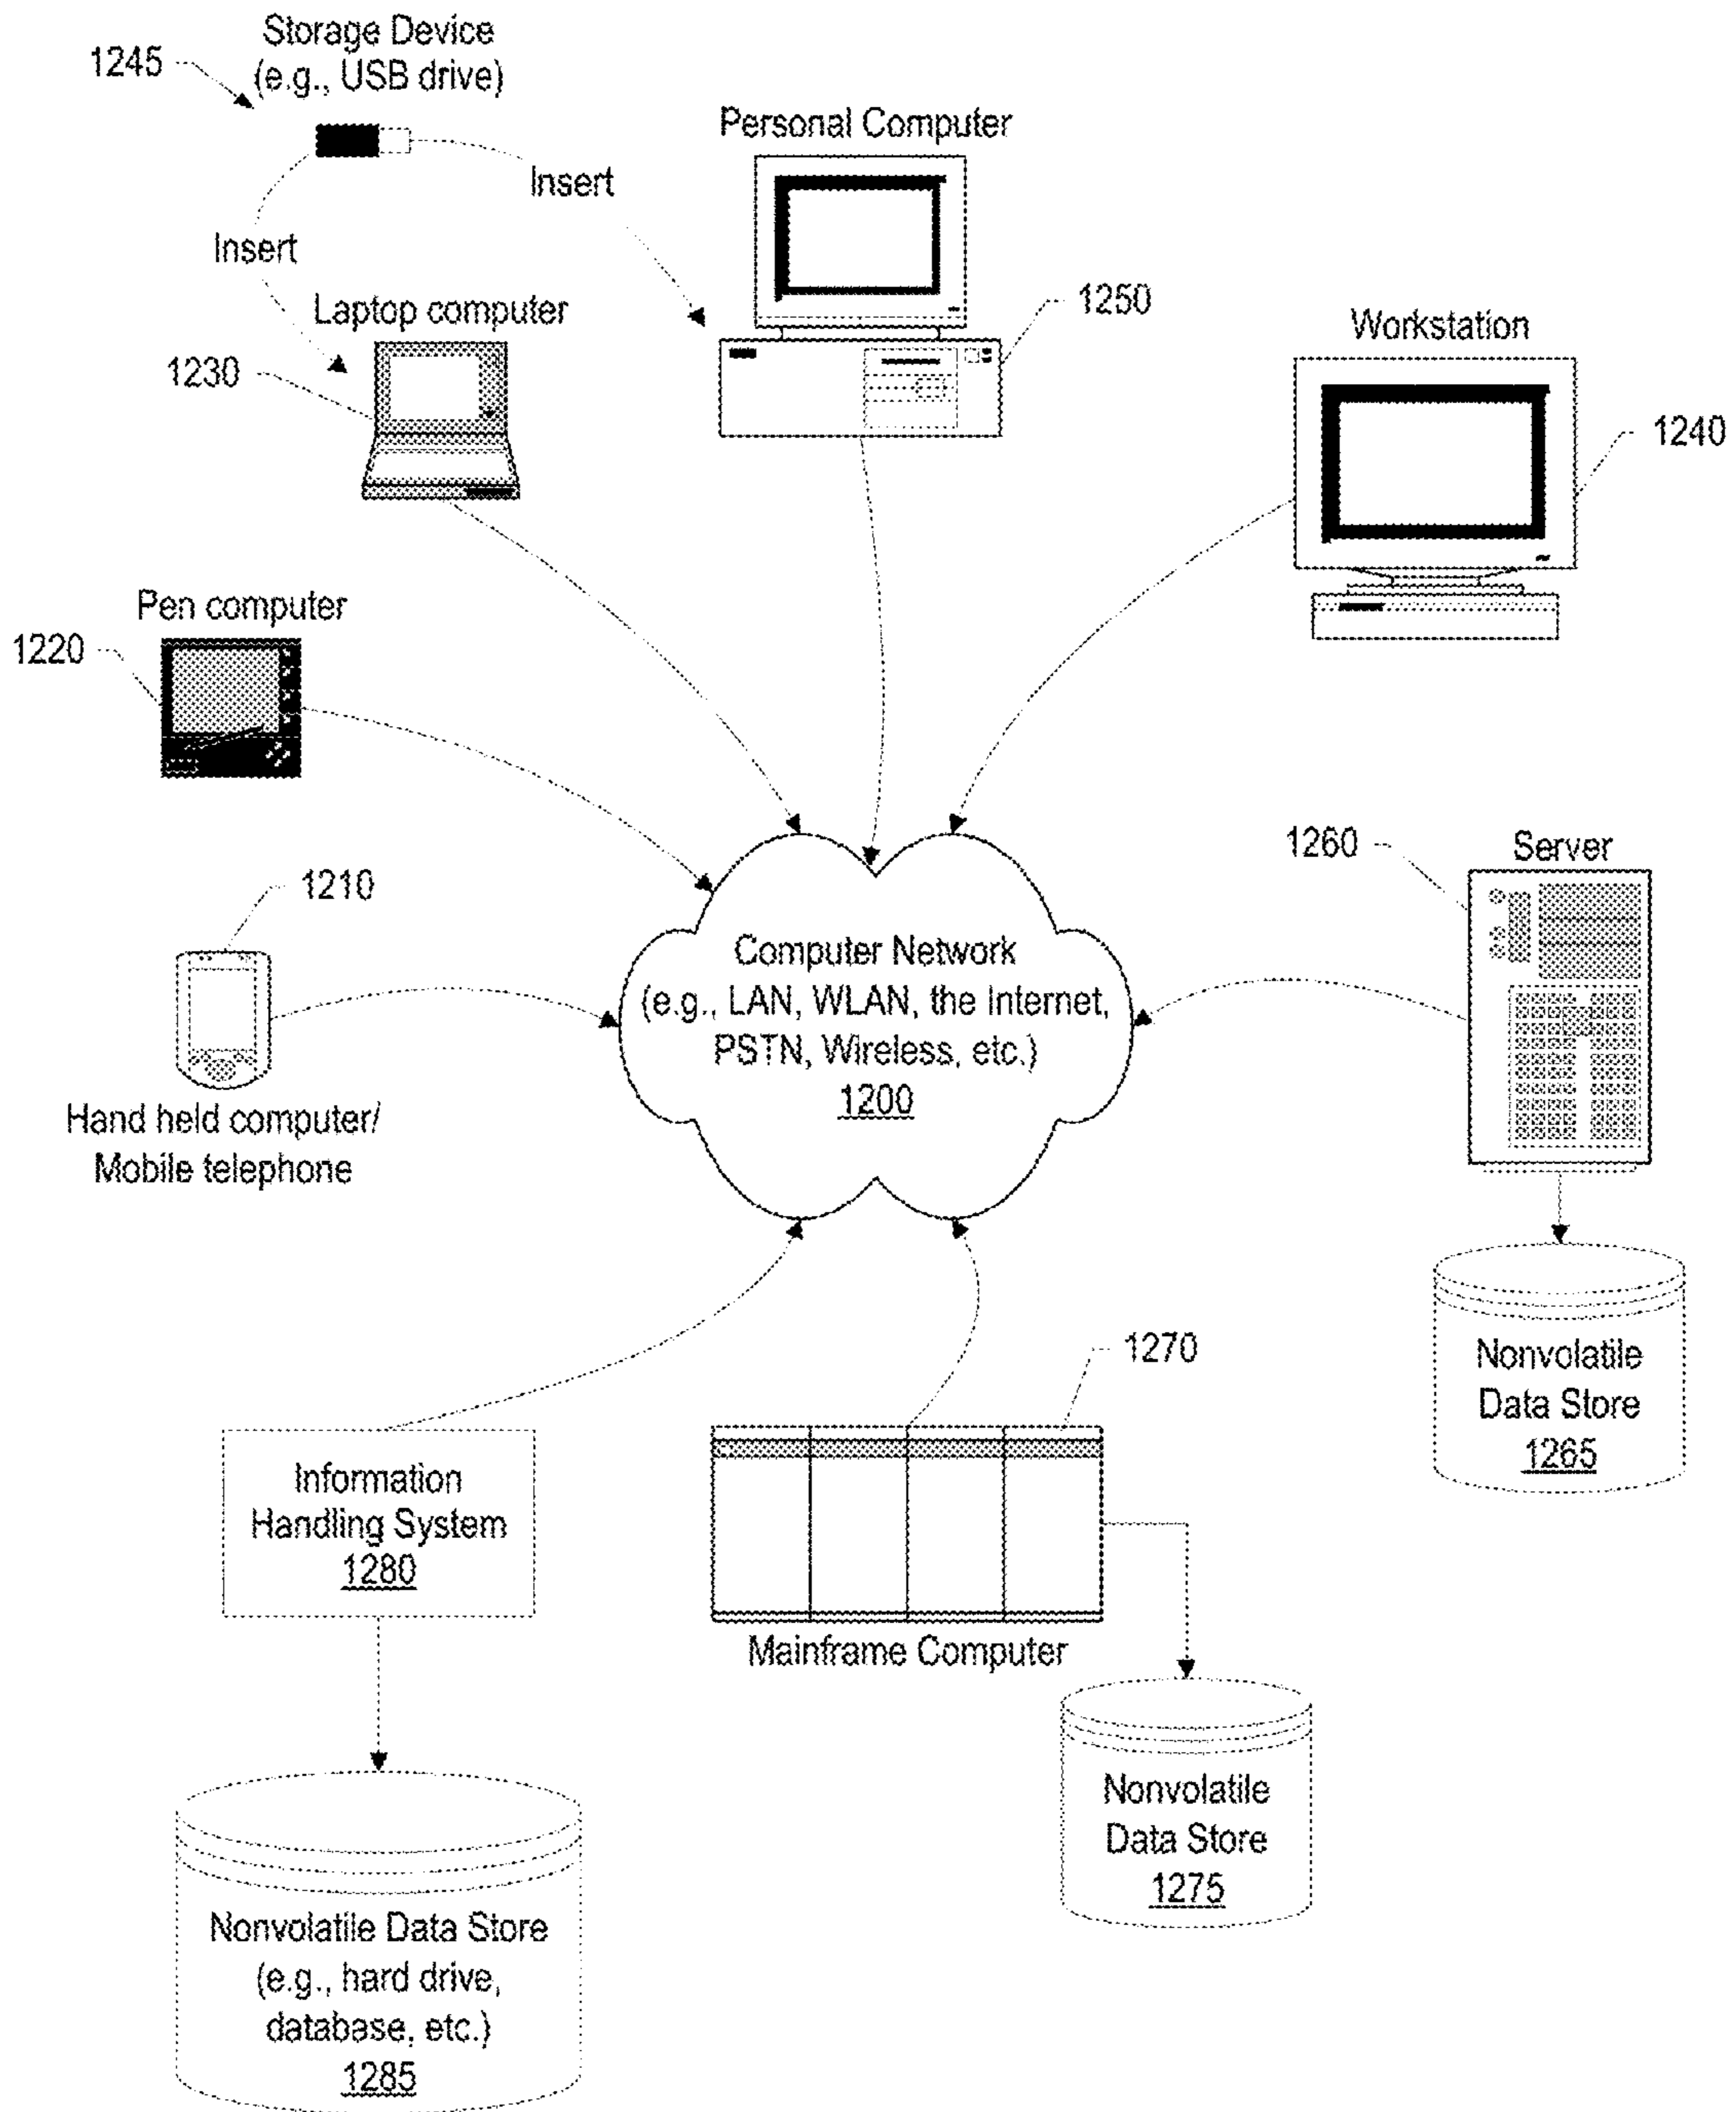 Storage Device
(e.g., USB drive)
1245
Personal Computer
Insert
Insert
Laptop computer
1230
1250
Workstation
1240
Pen computer
1220
1260
Server
1210
Computer Network
(e.g., LAN, WLAN, the Internet,
PSTN, Wireless, etc.)
1200
Hand held computer/
Mobile telephone
1270
Nonvolatile
Data Store
1265
Information
Handling System
1280
Mainframe Computer
Nonvolatile
Data Store
1275
Nonvolatile Data Store
(e.g., hard drive,
database, etc.)
1285